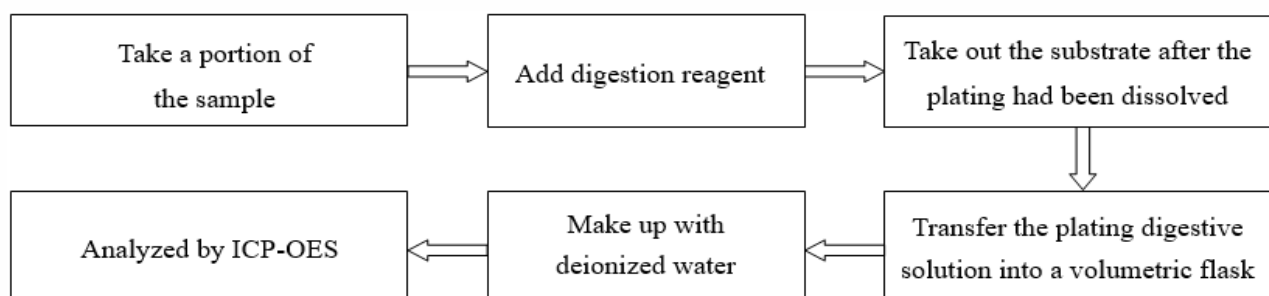 Take a portion of
the sample
Add digestion reagent
Take out the substrate after the
plating had been dissolved
Transfer the plating digestive
solution into a volumetric flask
Make up with
deionized water
Analyzed by ICP-OES